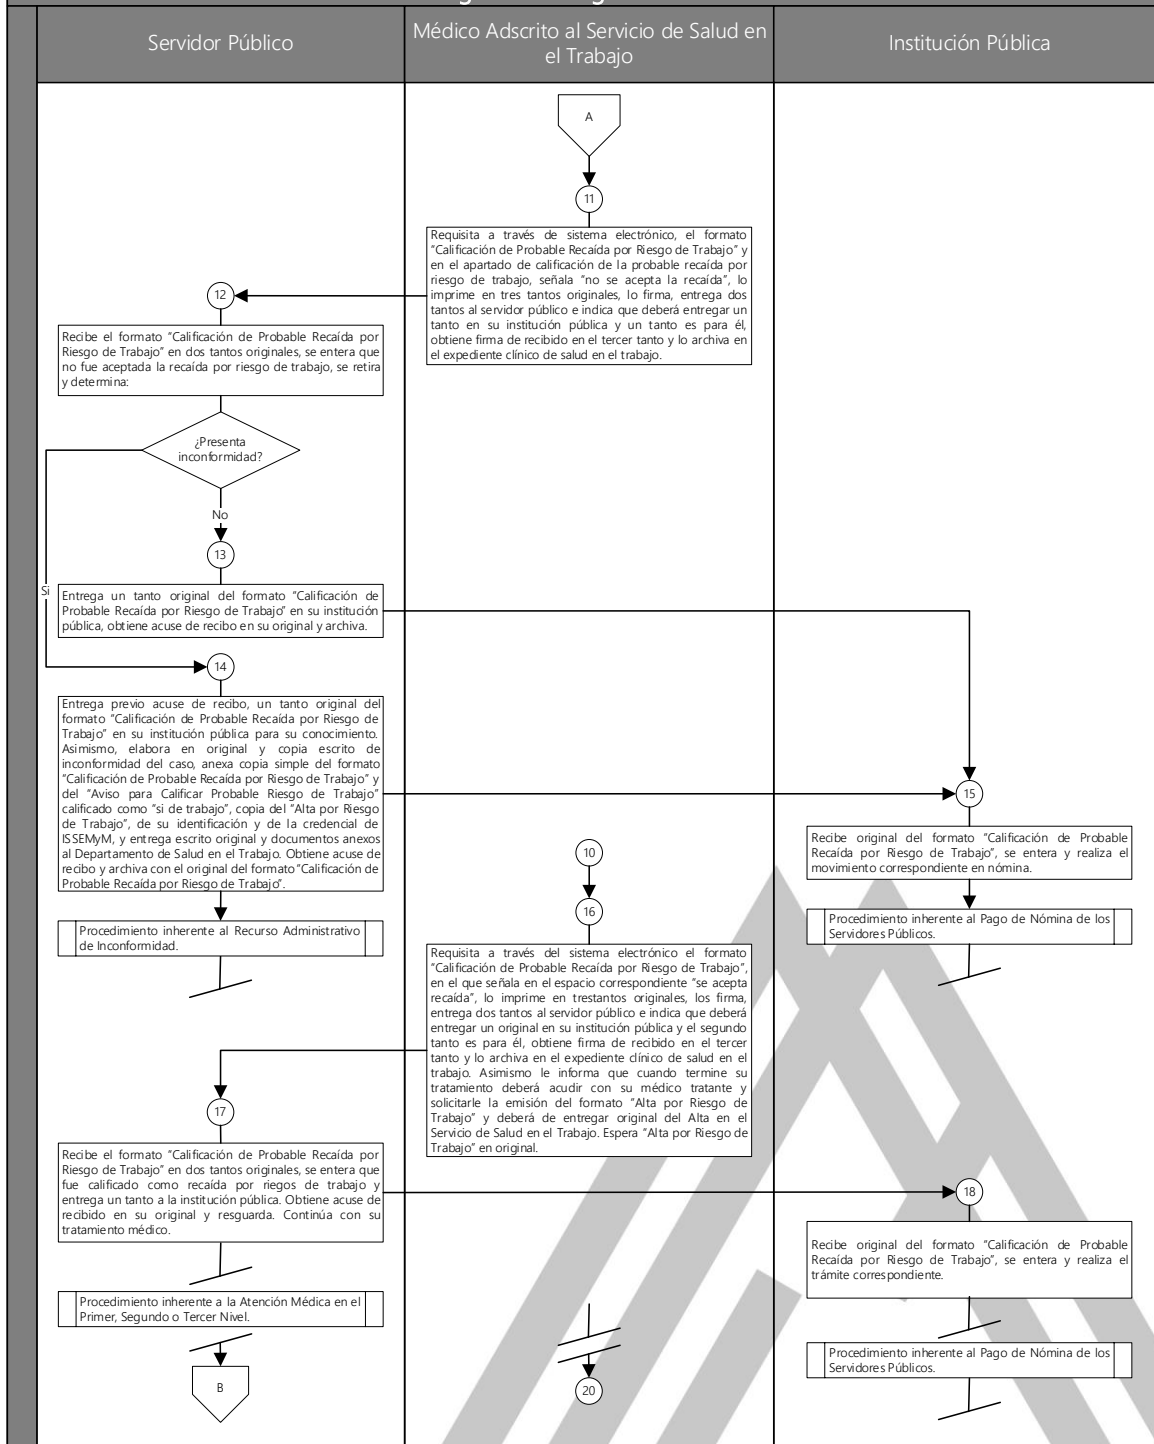 Servidor Público
Médico Adscrito al Servicio de Salud en
el Trabajo
Institución Pública
A
11
Requisita a través de sistema electrónico, el formato
“Calificación de Probable Recaída por Riesgo de Trabajo” y
en el apartado de calificación de la probable recaída por
riesgo de trabajo, señala “no se acepta la recaída”, lo
imprime en tres tantos originales, lo firma, entrega dos
tantos al servidor público e indica que deberá entregar un
tanto en su institución pública y un tanto es para él,
obtiene firma de recibido en el tercer tanto y lo archiva en
el expediente clínico de salud en el trabajo.
12
Recibe el formato “Calificación de Probable Recaída por
Riesgo de Trabajo” en dos tantos originales, se entera que
no fue aceptada la recaída por riesgo de trabajo, se retira
y determina:
¿Presenta
inconformidad?
No
13
Si
Entrega un tanto original del formato “Calificación de
Probable Recaída por Riesgo de Trabajo” en su institución
pública, obtiene acuse de recibo en su original y archiva.
14
Entrega previo acuse de recibo, un tanto original del
formato “Calificación de Probable Recaída por Riesgo de
Trabajo” en su institución pública para su conocimiento.
Asimismo, elabora en original y copia escrito de
inconformidad del caso, anexa copia simple del formato
“Calificación de Probable Recaída por Riesgo de Trabajo” y
del “Aviso para Calificar Probable Riesgo de Trabajo”
calificado como “si de trabajo”, copia del “Alta por Riesgo
de Trabajo”, de su identificación y de la credencial de
ISSEMyM, y entrega escrito original y documentos anexos
al Departamento de Salud en el Trabajo. Obtiene acuse de
recibo y archiva con el original del formato “Calificación de
Probable Recaída por Riesgo de Trabajo”.
15
Recibe original del formato “Calificación de Probable
Recaída por Riesgo de Trabajo”, se entera y realiza el
movimiento correspondiente en nómina.
Procedimiento inherente al Pago de Nómina de los
Servidores Públicos.
Procedimiento inherente al Recurso Administrativo
de Inconformidad.
10
16
Requisita a través del sistema electrónico el formato
“Calificación de Probable Recaída por Riesgo de Trabajo”,
en el que señala en el espacio correspondiente “se acepta
recaída”, lo imprime en trestantos originales, los firma,
entrega dos tantos al servidor público e indica que deberá
entregar un original en su institución pública y el segundo
tanto es para él, obtiene firma de recibido en el tercer
tanto y lo archiva en el expediente clínico de salud en el
trabajo. Asimismo le informa que cuando termine su
tratamiento deberá acudir con su médico tratante y
solicitarle la emisión del formato “Alta por Riesgo de
Trabajo” y deberá de entregar original del Alta en el
Servicio de Salud en el Trabajo. Espera “Alta por Riesgo de
Trabajo” en original.
17
Recibe el formato “Calificación de Probable Recaída por
Riesgo de Trabajo” en dos tantos originales, se entera que
fue calificado como recaída por riegos de trabajo y
entrega un tanto a la institución pública. Obtiene acuse de
recibido en su original y resguarda. Continúa con su
tratamiento médico.
18
Recibe original del formato “Calificación de Probable
Recaída por Riesgo de Trabajo”, se entera y realiza el
trámite correspondiente.
Procedimiento inherente a la Atención Médica en el
Primer, Segundo o Tercer Nivel.
Procedimiento inherente al Pago de Nómina de los
Servidores Públicos.
B
20